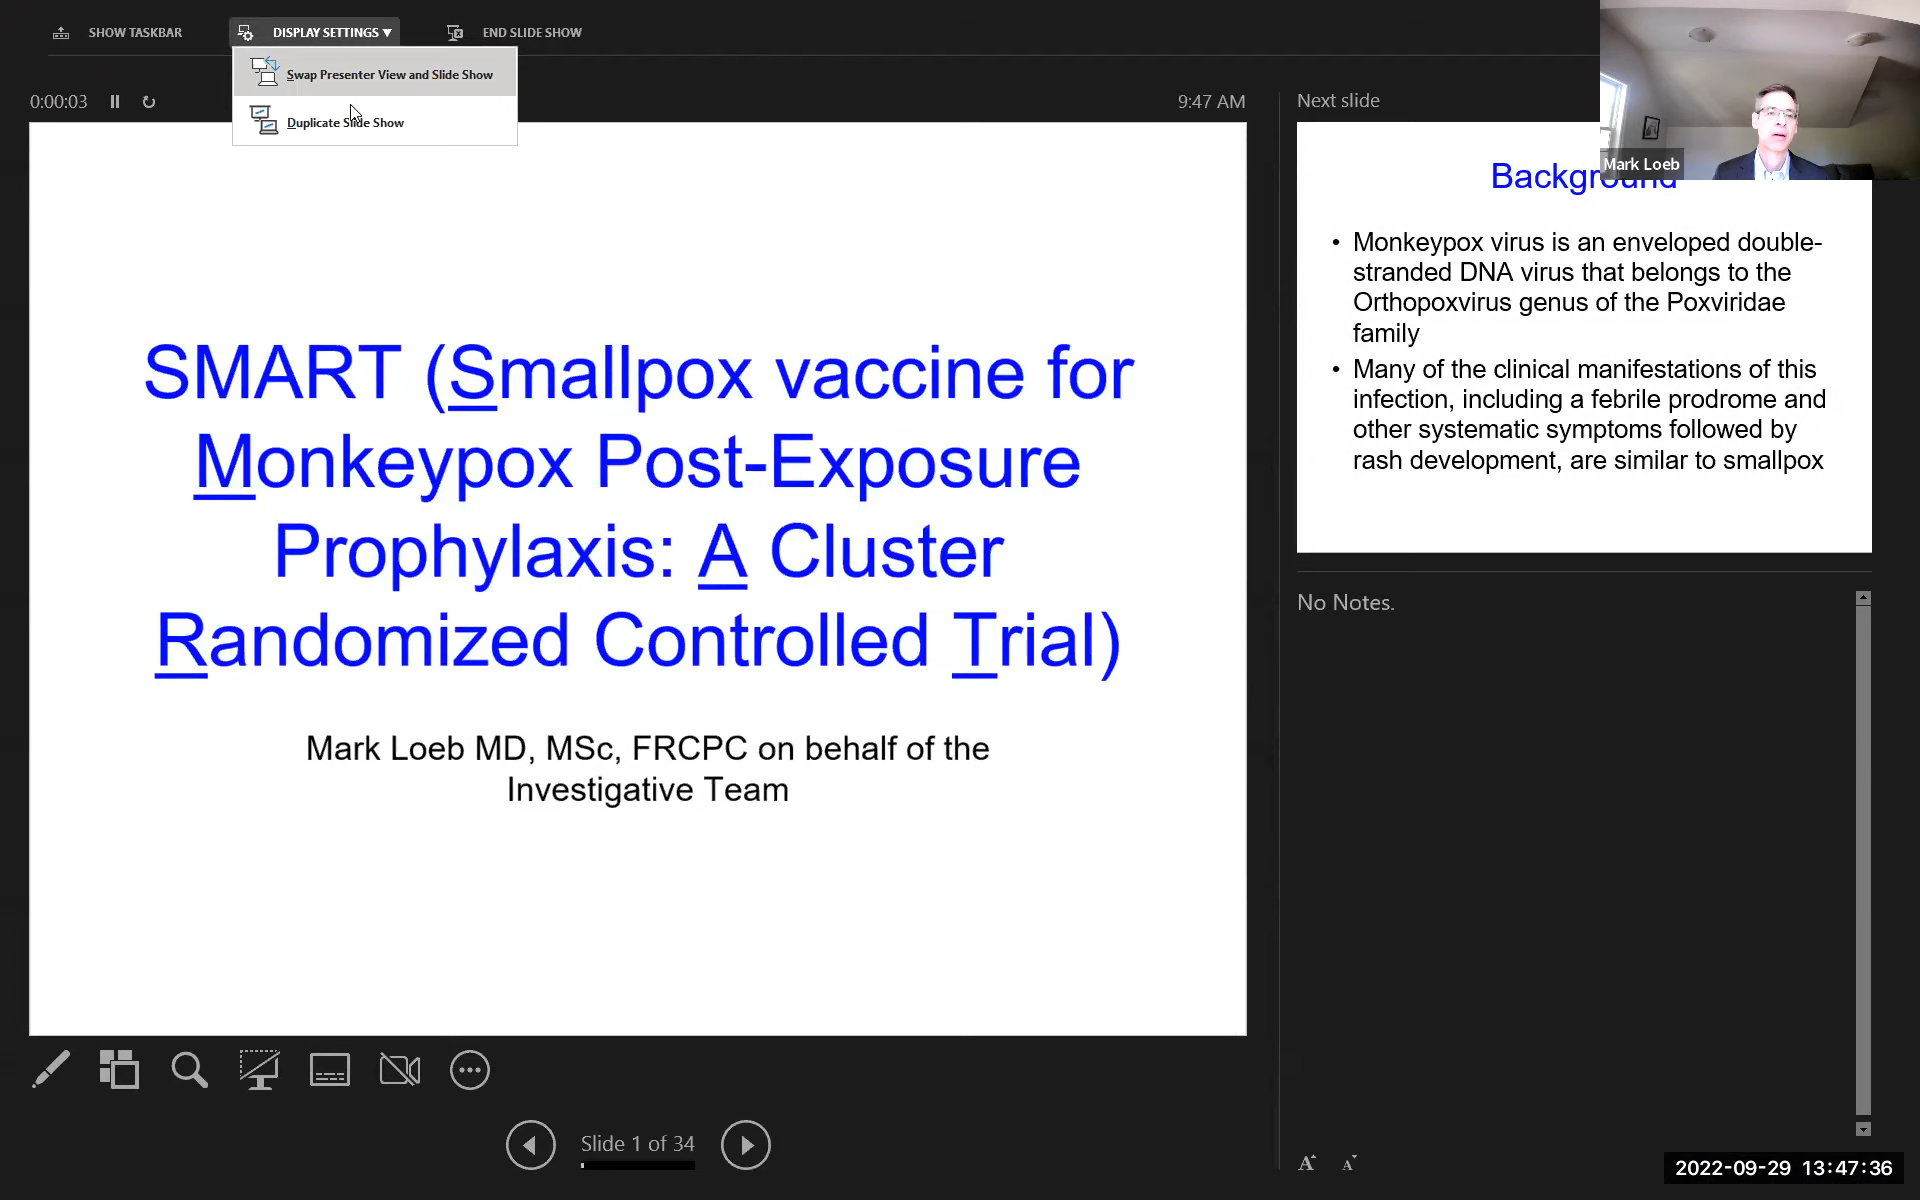 SHOW TASKBAR
DISPLAY SETTINGS ▼
END SLIDE SHOW
Swap Presenter View and Slide Show
Duplicate Slide Show
0:00:03
9:47 AM
SMART (Smallpox vaccine for
Monkeypox Post-Exposure
Prophylaxis: A Cluster
Randomized Controlled Trial)
Mark Loeb MD, MSc, FRCPC on behalf of the
Investigative Team
Slide 1 of 34
Next slide
Mark Loeb
Background
• Monkeypox virus is an enveloped double-
stranded DNA virus that belongs to the
Orthopoxvirus genus of the Poxviridae
family
• Many of the clinical manifestations of this
infection, including a febrile prodrome and
other systematic symptoms followed by
rash development, are similar to smallpox
No Notes.
A A
2022-09-29 13:47:36